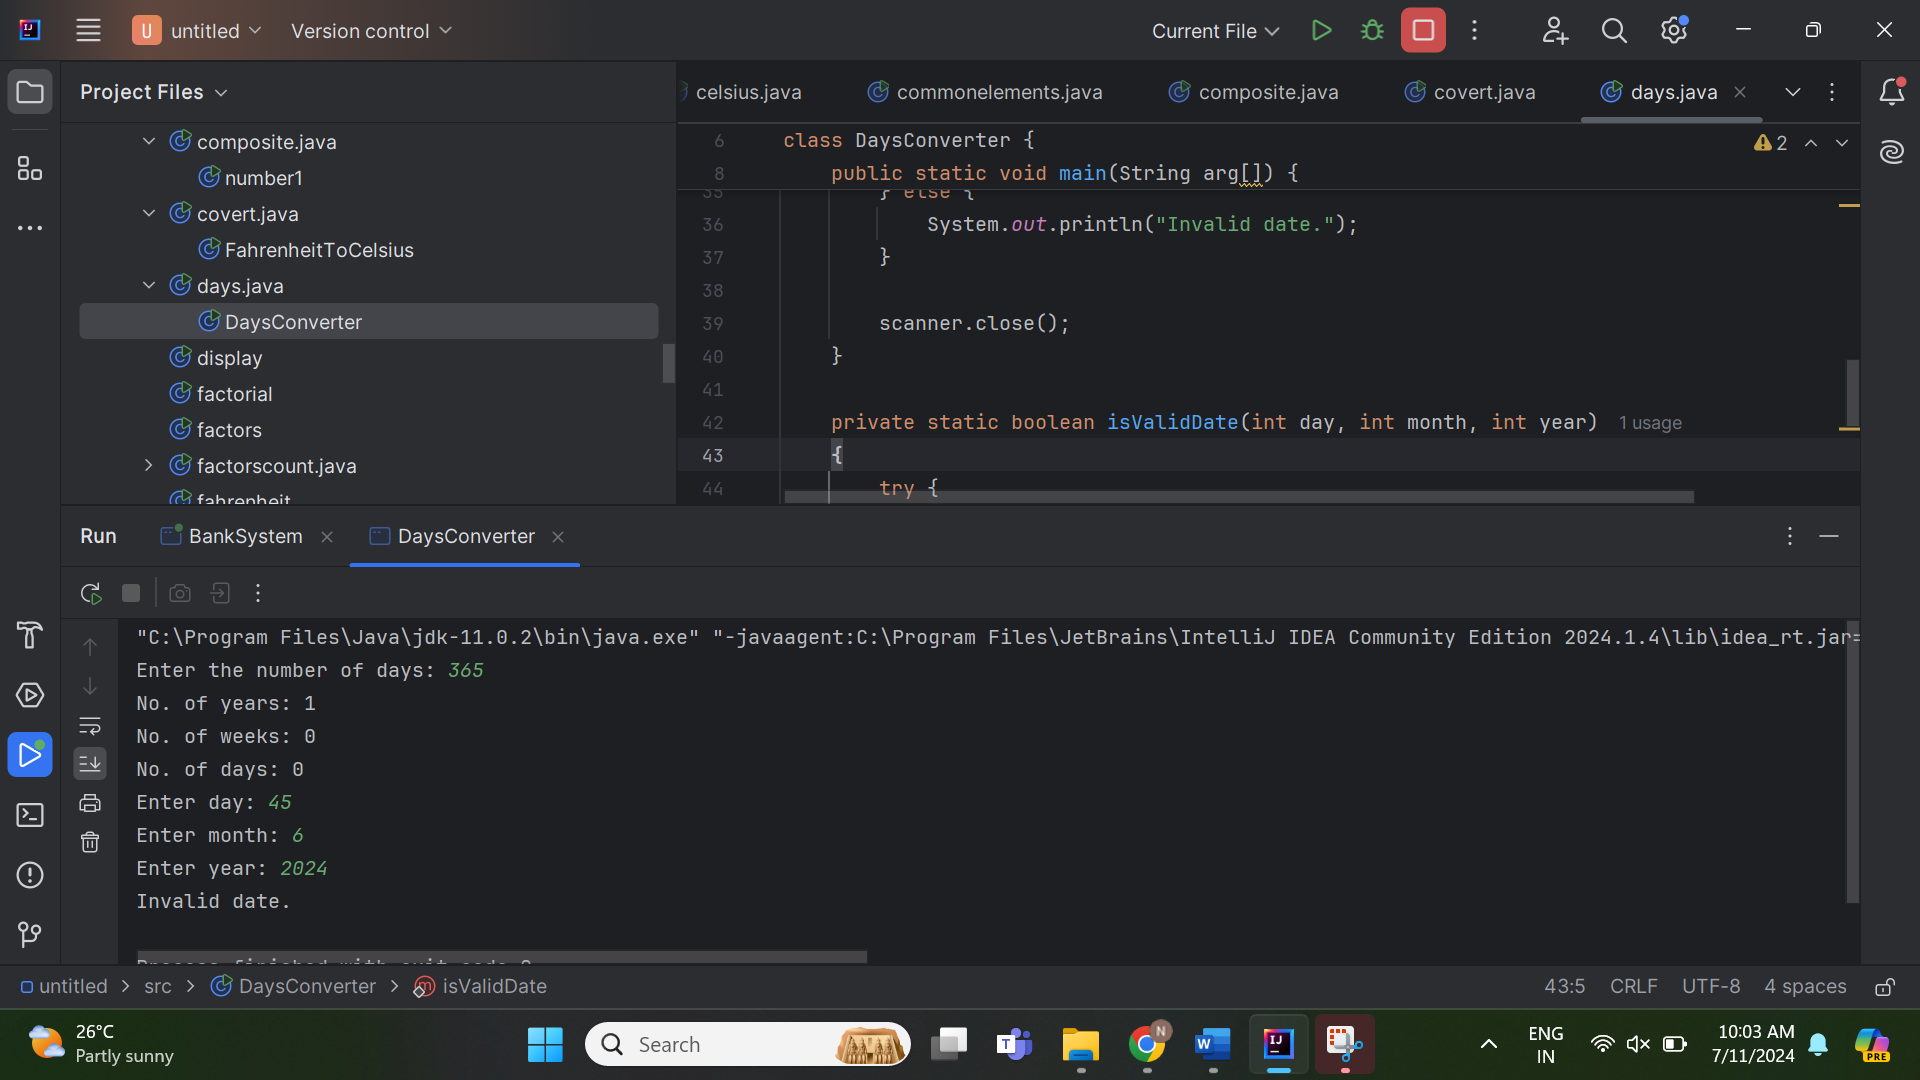 U untitled Version control Current File
Project Files
celsius.java commonelements.java composite.java covert.java days.java
composite.java
number1
covert.java
FahrenheitToCelsius
days.java
DaysConverter
display
factorial
factors
factorscount.java
fahrenheit
6 class DaysConverter {
8 public static void main(String arg[]) {
2
35 } else {
36 System.out.println("Invalid date.");
37 }
38
39 scanner.close();
40 }
41
42 private static boolean isValidDate(int day, int month, int year) 1 usage
43 {
44 try {
Run BankSystem DaysConverter
"C:\Program Files\Java\jdk-11.0.2\bin\java.exe" "-javaagent:C:\Program Files\JetBrains\IntelliJ IDEA Community Edition 2024.1.4\lib\idea_rt.jar=
Enter the number of days: 365
No. of years: 1
No. of weeks: 0
No. of days: 0
Enter day: 45
Enter month: 6
Enter year: 2024
Invalid date.
Process finished with exit code 0
untitled > src > DaysConverter > isValidDate
43:5 CRLF UTF-8 4 spaces
26°C
Partly sunny
Search
ENG
IN
10:03 AM
7/11/2024
PRE